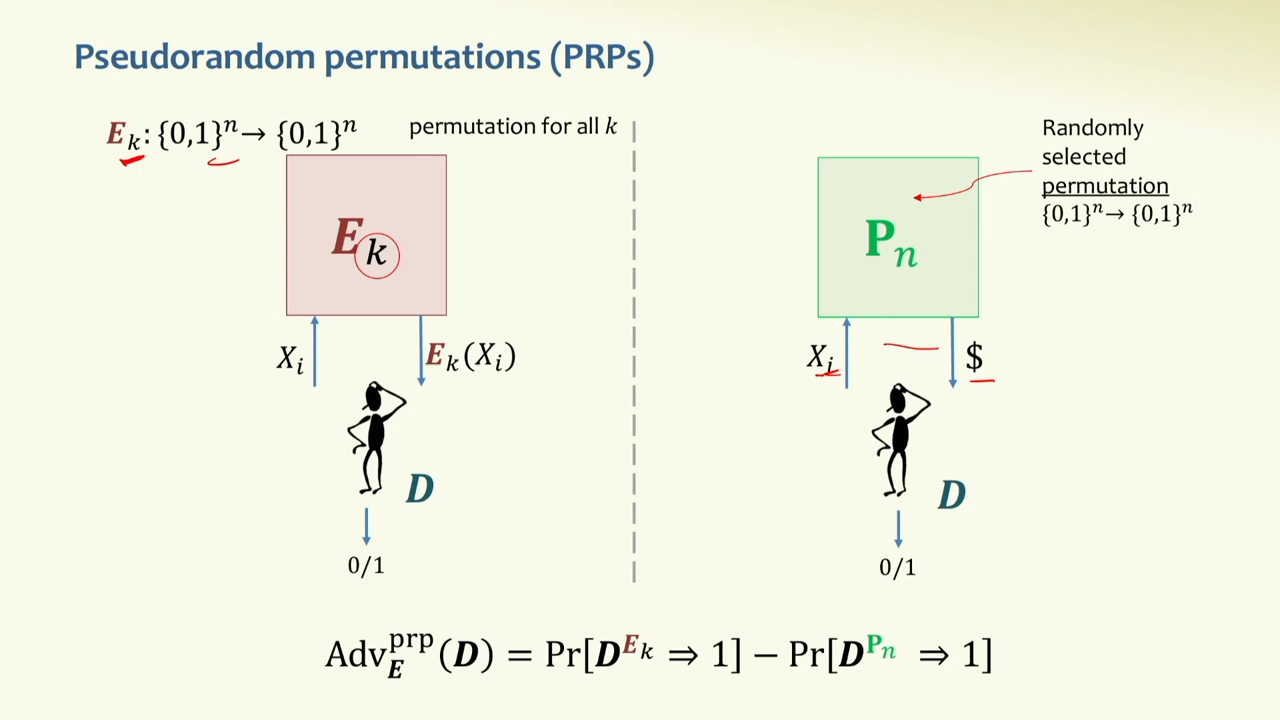 Pseudorandom permutations (PRPs)
E_k: {0,1}^n → {0,1}^n
permutation for all k
E_k
X_i
E_k(X_i)
D
0/1
Randomly
selected
permutation
{0,1}^n → {0,1}^n
P_n
X_i
$
D
0/1
Adv_E^prp(D) = Pr[D^{E_k} ⇒ 1] − Pr[D^{P_n} ⇒ 1]